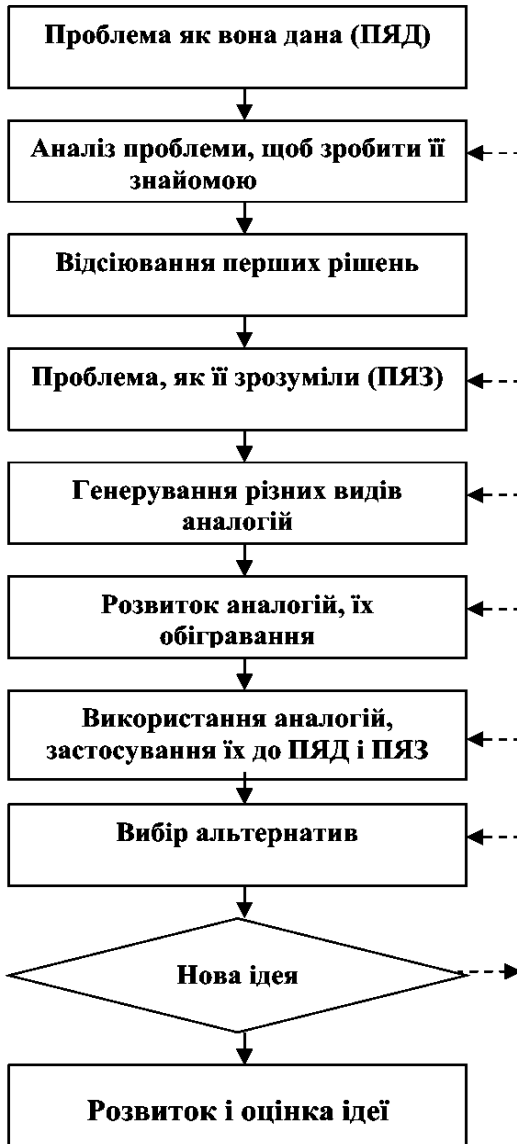 Проблема як вона дана (ПЯД)
Аналіз проблеми, щоб зробити її
знайомою
Відсіювання перших рішень
Проблема, як її зрозуміли (ПЯЗ)
Генерування різних видів
аналогій
Розвиток аналогій, їх
обігравання
Використання аналогій,
застосування їх до ПЯД і ПЯЗ
Вибір альтернатив
Нова ідея
Розвиток і оцінка ідеї